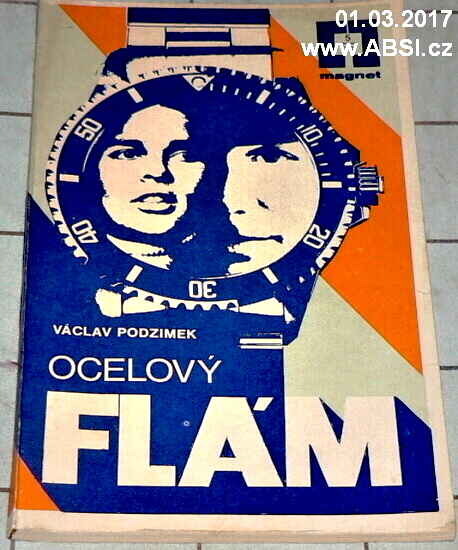 01.03.2017
www.ABSI.cz
5
magnet
50
10
40
20
30
VÁCLAV PODZIMEK
OCELOVÝ
FLÁM